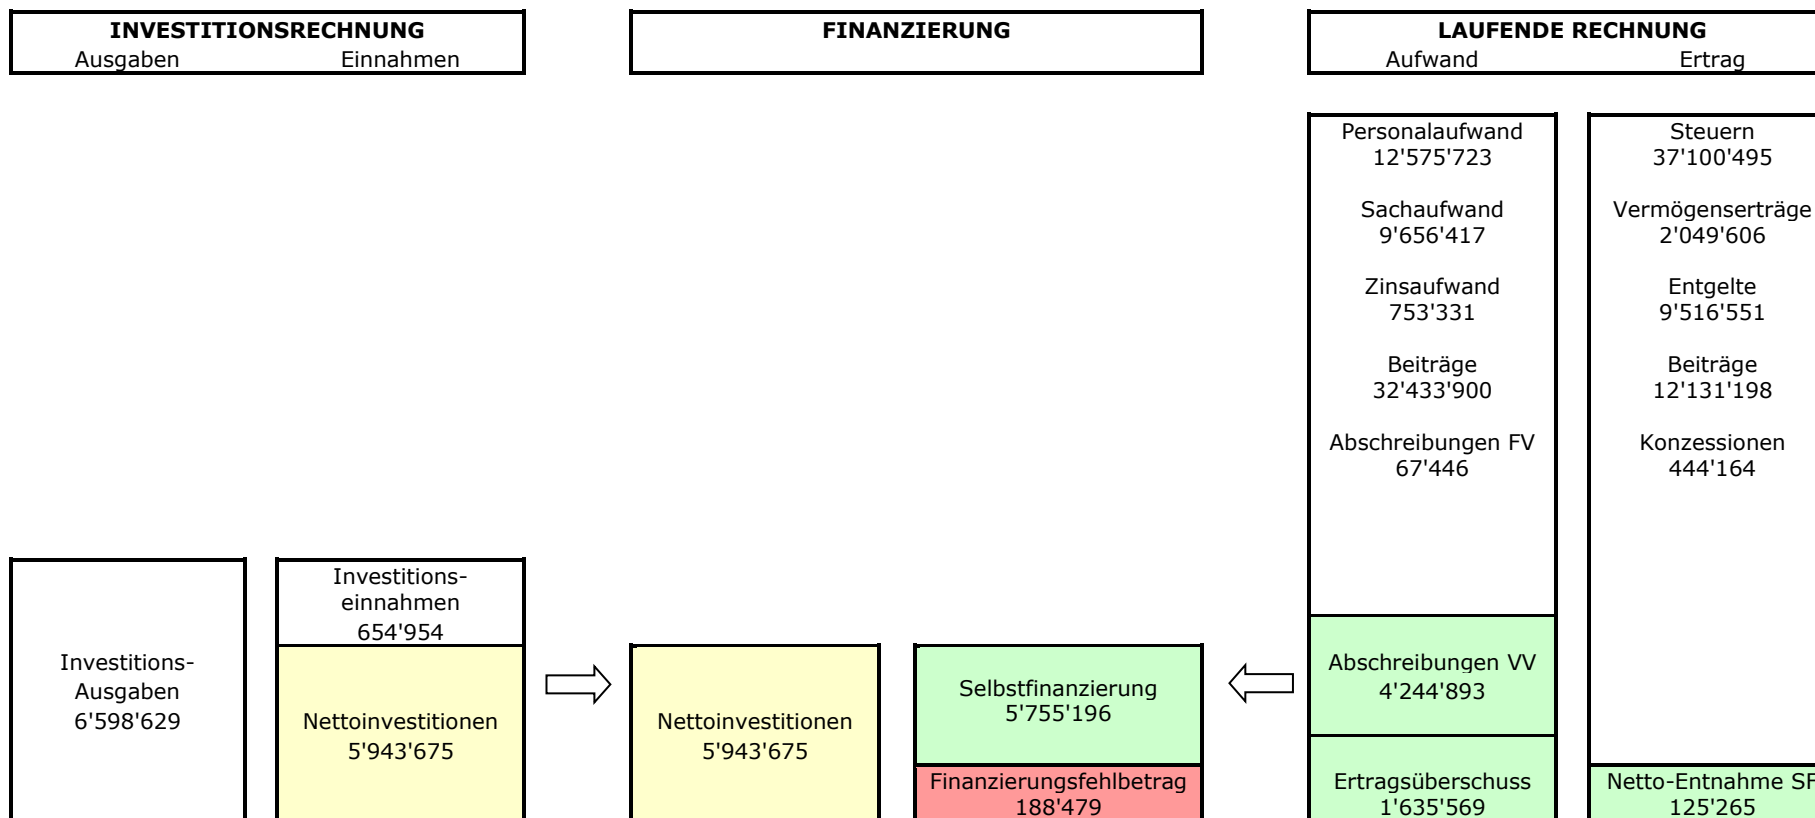 INVESTITIONSRECHNUNG
Ausgaben Einnahmen
FINANZIERUNG
LAUFENDE RECHNUNG
Aufwand Ertrag
Investitions-
Ausgaben
6'598'629
Investitions-
einnahmen
654'954
Nettoinvestitionen
5'943'675
Nettoinvestitionen
5'943'675
Selbstfinanzierung
5'755'196
Finanzierungsfehlbetrag
188'479
Personalaufwand
12'575'723
Sachaufwand
9'656'417
Zinsaufwand
753'331
Beiträge
32'433'900
Abschreibungen FV
67'446
Abschreibungen VV
4'244'893
Ertragsüberschuss
1'635'569
Steuern
37'100'495
Vermögenserträge
2'049'606
Entgelte
9'516'551
Beiträge
12'131'198
Konzessionen
444'164
Netto-Entnahme SF
125'265